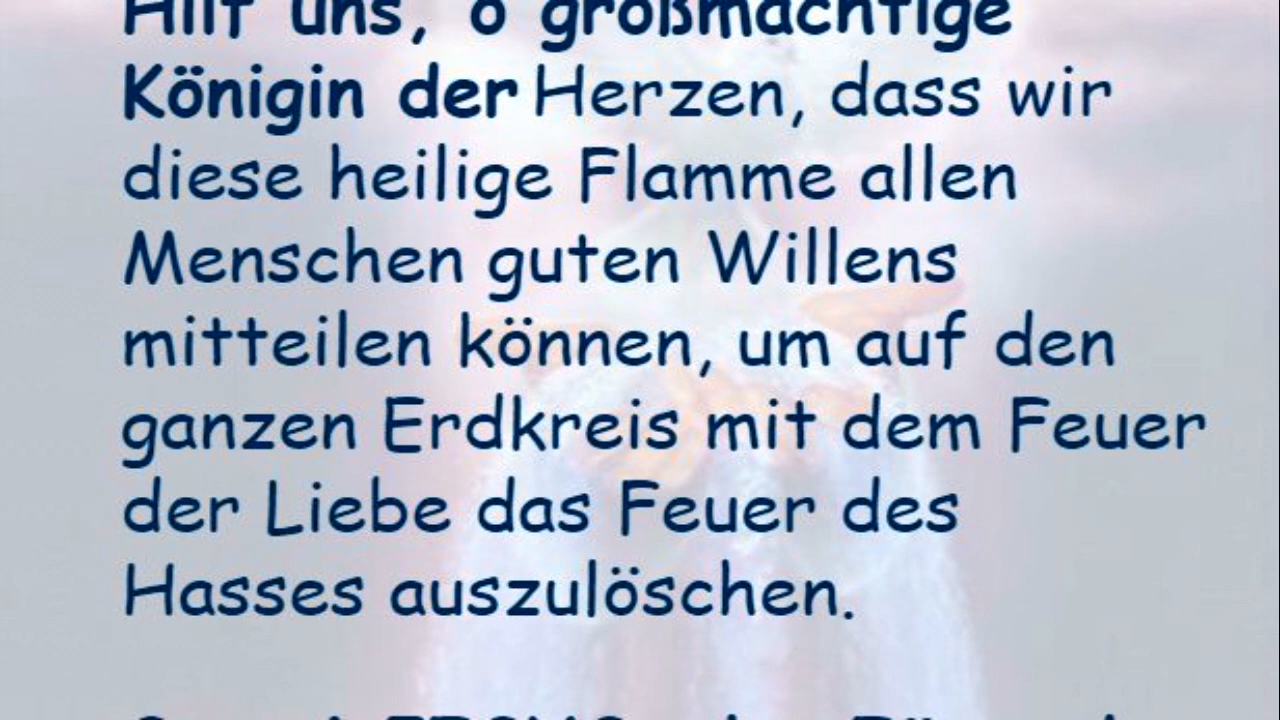 Hilf uns, o großmächtige
Königin der Herzen, dass wir
diese heilige Flamme allen
Menschen guten Willens
mitteilen können, um auf den
ganzen Erdkreis mit dem Feuer
der Liebe das Feuer des
Hasses auszulöschen.